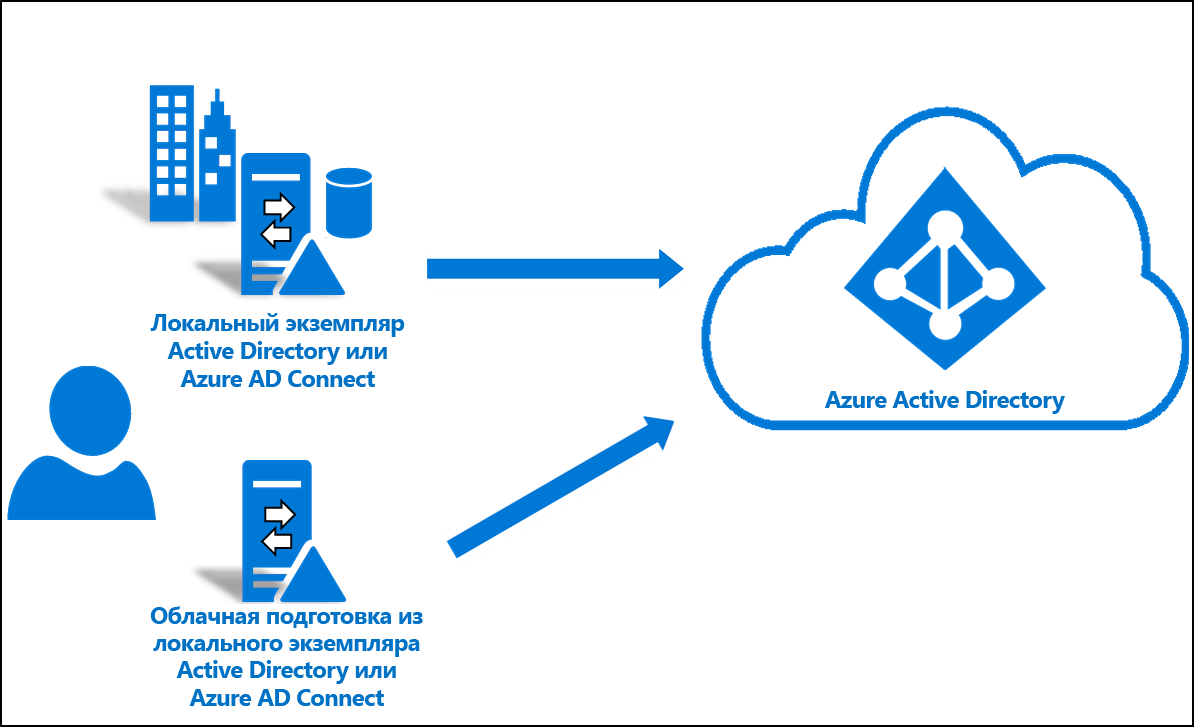 Локальный экземпляр
Active Directory или
Azure AD Connect
Azure Active Directory
Облачная подготовка из
локального экземпляра
Active Directory или
Azure AD Connect